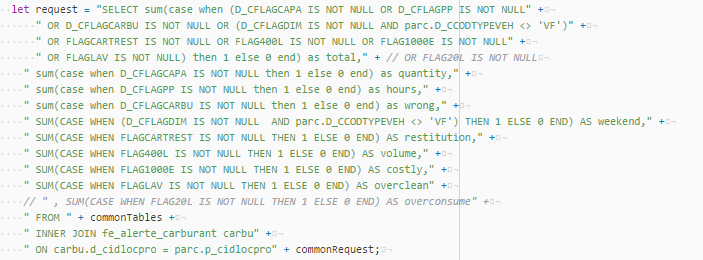 let request = "SELECT sum(case when (D_CFLAGCAPA IS NOT NULL OR D_CFLAGPP IS NOT NULL" +
" OR D_CFLAGCARBU IS NOT NULL OR (D_CFLAGDIM IS NOT NULL AND parc.D_CCODTYPEVEH <> 'VF')" +
" OR FLAGCARTREST IS NOT NULL OR FLAG400L IS NOT NULL OR FLAG1000E IS NOT NULL" +
" OR FLAGLAV IS NOT NULL) then 1 else 0 end) as total," + // OR FLAG20L IS NOT NULL
" sum(case when D_CFLAGCAPA IS NOT NULL then 1 else 0 end) as quantity," +
" sum(case when D_CFLAGPP IS NOT NULL then 1 else 0 end) as hours," +
" sum(case when D_CFLAGCARBU IS NOT NULL then 1 else 0 end) as wrong," +
" SUM(CASE WHEN (D_CFLAGDIM IS NOT NULL  AND parc.D_CCODTYPEVEH <> 'VF') THEN 1 ELSE 0 END) AS weekend," +
" SUM(CASE WHEN FLAGCARTREST IS NOT NULL THEN 1 ELSE 0 END) AS restitution," +
" SUM(CASE WHEN FLAG400L IS NOT NULL THEN 1 ELSE 0 END) AS volume," +
" SUM(CASE WHEN FLAG1000E IS NOT NULL THEN 1 ELSE 0 END) AS costly," +
" SUM(CASE WHEN FLAGLAV IS NOT NULL THEN 1 ELSE 0 END) AS overclean" +
// " , SUM(CASE WHEN FLAG20L IS NOT NULL THEN 1 ELSE 0 END) AS overconsume" +
" FROM " + commonTables +
" INNER JOIN fe_alerte_carburant carbu" +
" ON carbu.d_cidlocpro = parc.p_cidlocpro" + commonRequest;